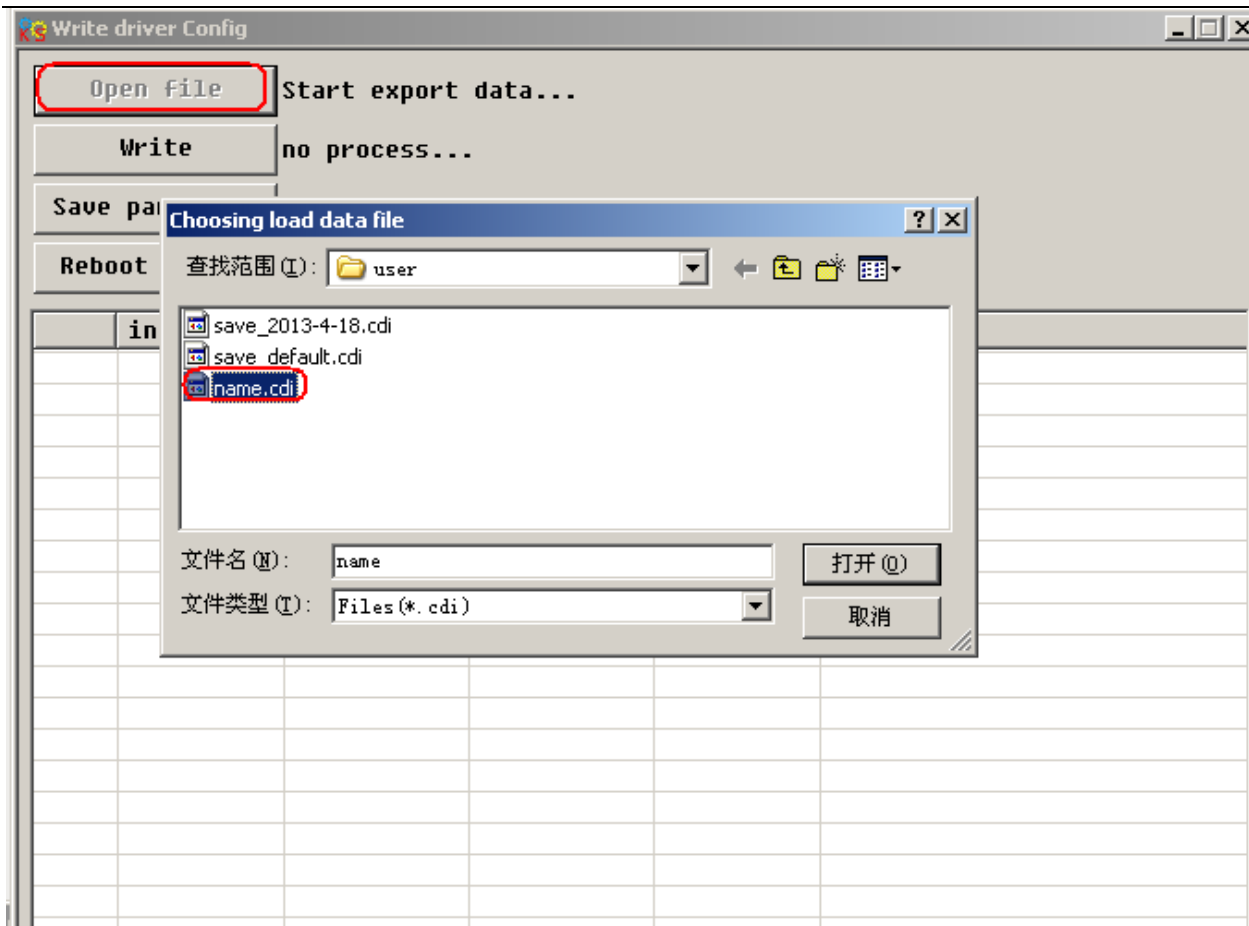 Write driver Config
Open file
Start export data...
Write
no process...
Save
Choosing load data file
Reboot
查找范围(I):
user
in
save_2013-4-18.cdi
save_default.cdi
name.cdi
文件名(N):
name
打开(O)
文件类型(T):
Files(*.cdi)
取消